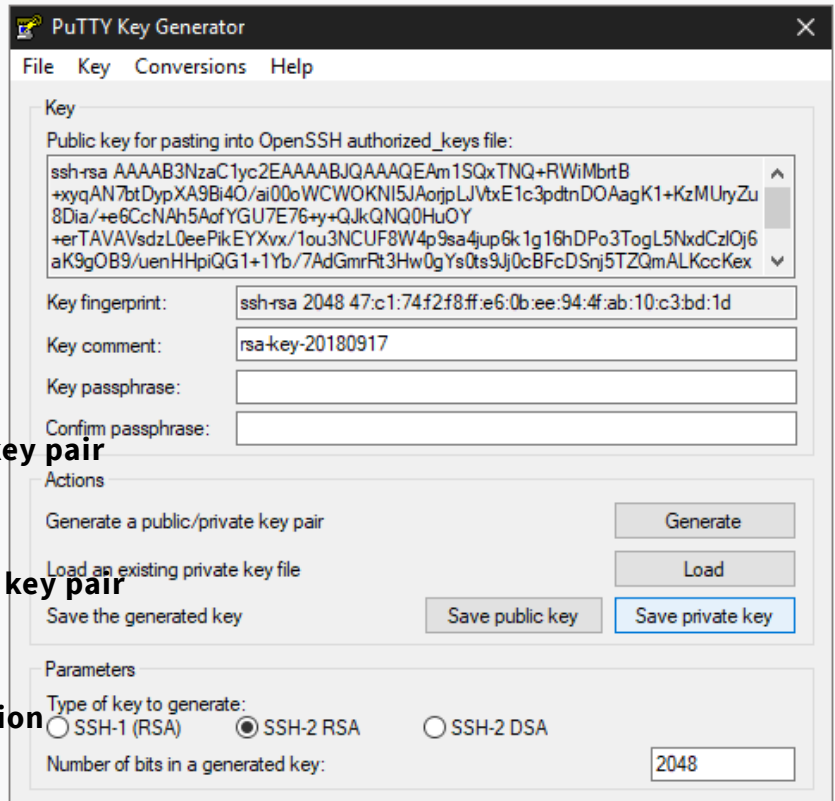 PuTTY Key Generator
File Key Conversions Help
Key
Public key for pasting into OpenSSH authorized_keys file:
ssh-rsa AAAAB3NzaC1yc2EAAAABJQAAAQEAm1SQxTNQ+RWiMbrtB
+xyqAN7btDypXA9Bi4O/ai00oWCWOKNI5JAorjpLJVtxE1c3pdtnDOAagK1+KzMUryZu
8Dia/+e6CcNAh5AofYGU7E76+y+QJkQNQ0HuOY
+erTAVAVsdzL0eePikEYXvx/1ou3NCUF8W4p9sa4jup6k1g16hDPo3TogL5NxdCzlOj6
aK9gOB9/uenHHpiQG1+1Yb/7AdGmrRt3Hw0gYs0ts9Jj0cBFcDSnj5TZQmALKccKex
Key fingerprint: ssh-rsa 2048 47:c1:74:f2:f8:ff:e6:0b:ee:94:4f:ab:10:c3:bd:1d
Key comment: rsa-key-20180917
Key passphrase:
Confirm passphrase:
key pair
Actions
Generate a public/private key pair Generate
Load an existing private key file Load
key pair
Save the generated key Save public key Save private key
Parameters
Type of key to generate:
ion
SSH-1 (RSA) SSH-2 RSA SSH-2 DSA
Number of bits in a generated key: 2048